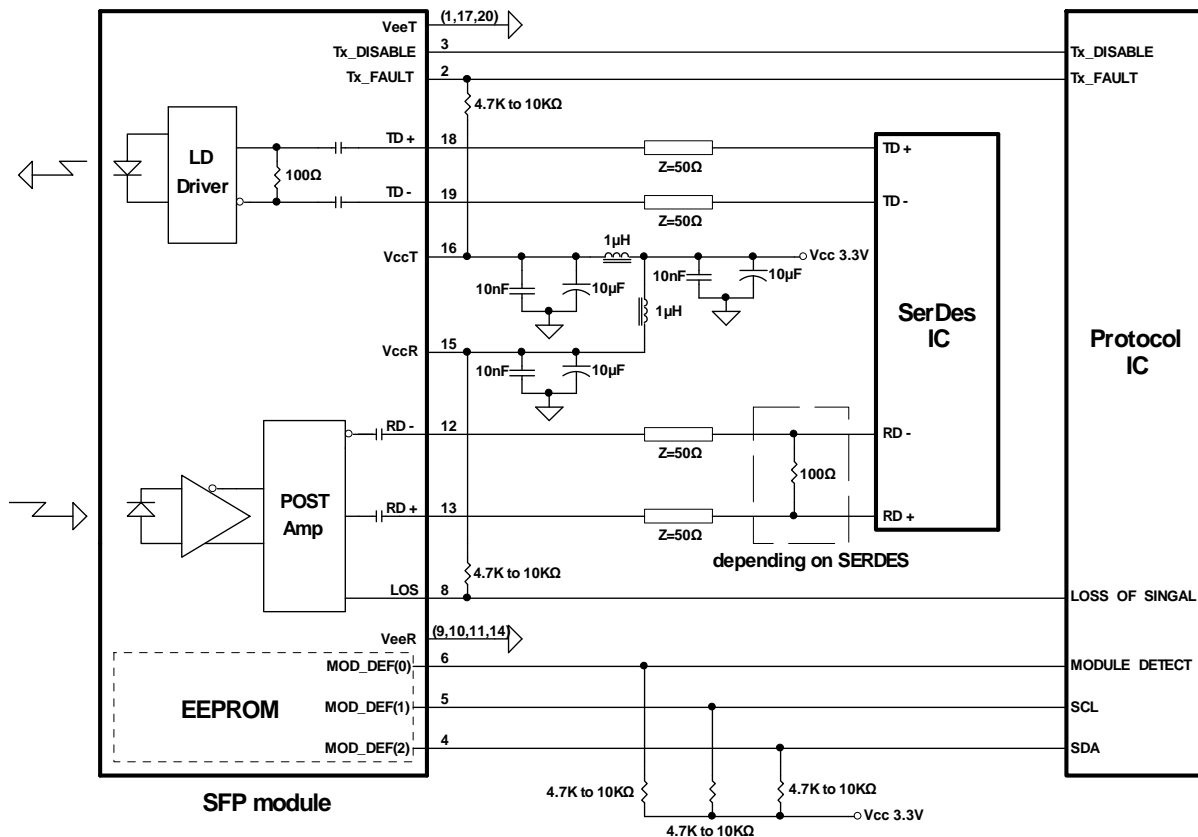 VeeT
(1,17,20)
Tx_DISABLE
3
Tx_DISABLE
Tx_FAULT
2
Tx_FAULT
4.7K to 10KΩ
LD
Driver
100Ω
TD +
18
Z=50Ω
TD +
TD -
19
Z=50Ω
TD -
VccT
16
1µH
Vcc 3.3V
10nF
10µF
10nF
10µF
1µH
SerDes
IC
Protocol
IC
VccR
15
10nF
10µF
RD -
12
Z=50Ω
RD -
100Ω
POST
Amp
RD +
13
Z=50Ω
RD +
depending on SERDES
4.7K to 10KΩ
LOS
8
LOSS OF SINGAL
VeeR
(9,10,11,14)
EEPROM
MOD_DEF(0)
6
MODULE DETECT
MOD_DEF(1)
5
SCL
MOD_DEF(2)
4
SDA
4.7K to 10KΩ
4.7K to 10KΩ
4.7K to 10KΩ
Vcc 3.3V
SFP module